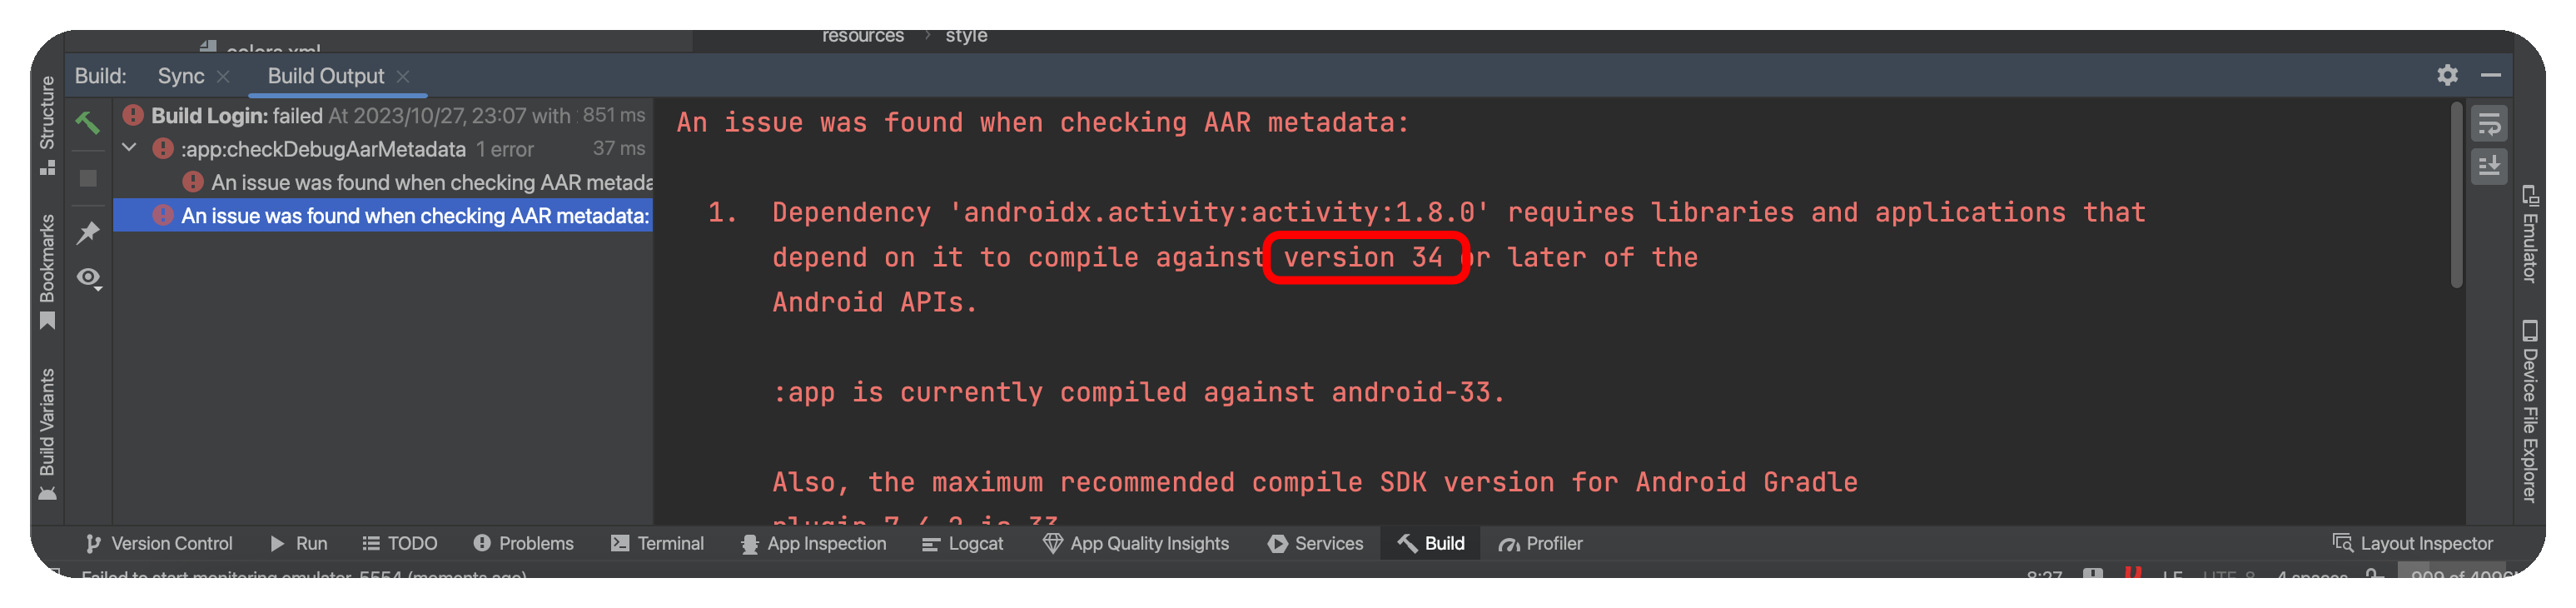 resources › style
colors.xml
Build: Sync Build Output
Structure
Bookmarks
Build Variants
Build Login: failed At 2023/10/27, 23:07 with 851 ms
:app:checkDebugAarMetadata 1 error 37 ms
An issue was found when checking AAR metada
An issue was found when checking AAR metadata:
An issue was found when checking AAR metadata:
1. Dependency 'androidx.activity:activity:1.8.0' requires libraries and applications that
depend on it to compile against version 34 or later of the
Android APIs.
:app is currently compiled against android-33.
Also, the maximum recommended compile SDK version for Android Gradle
plugin 7.4.2 is 33.
Emulator
Device File Explorer
Version Control Run TODO Problems Terminal App Inspection Logcat App Quality Insights Services Build Profiler Layout Inspector
Failed to start monitoring emulator-5554 (moments ago) 8:27 LF UTF-8 4 spaces 909 of 4096